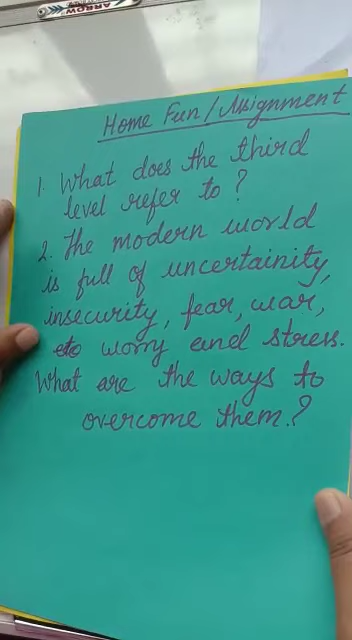 ARROW
Home Fun/Assignment
1. What does the third
level refer to?
2. The modern world
is full of uncertainity,
insecurity, fear, war,
worry and stress.
What are the ways to
overcome them.?